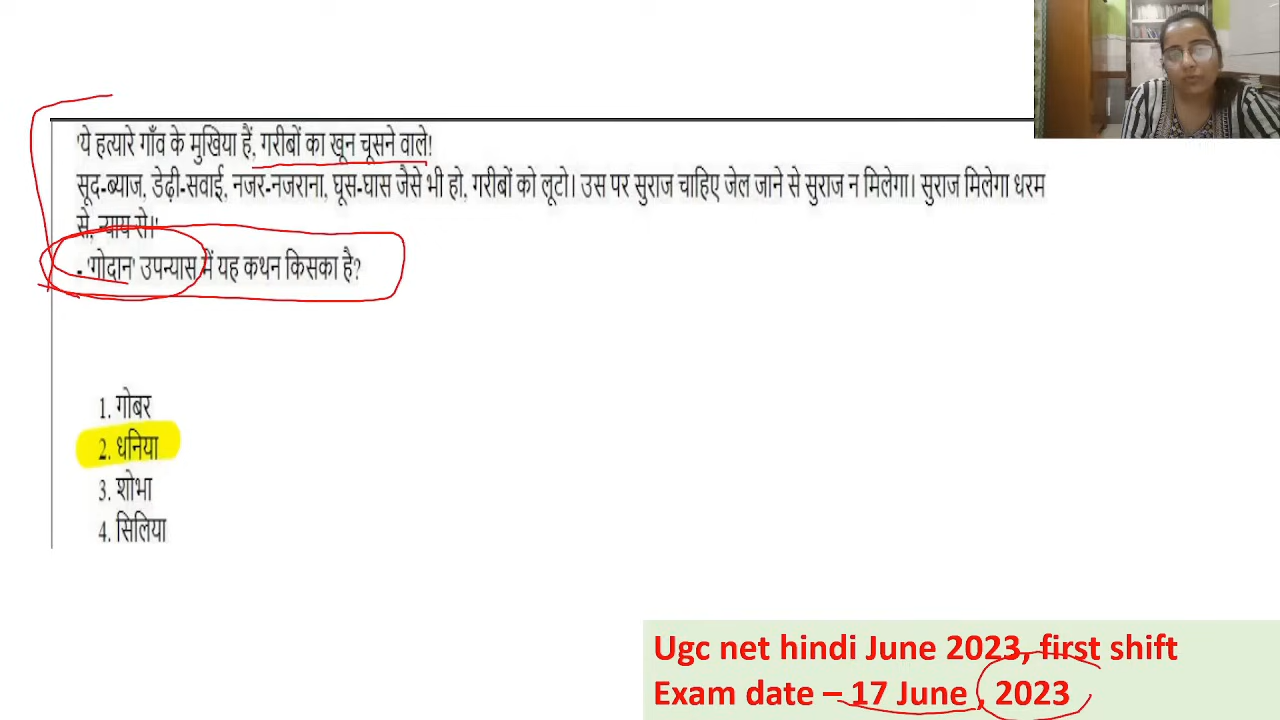 'ये हत्यारे गाँव के मुखिया हैं, गरीबों का खून चूसने वाले!
सूद-ब्याज, डेढ़ी-सवाई, नजर-नजराना, घूस-घास जैसे भी हो, गरीबों को लूटो। उस पर सुराज चाहिए जेल जाने से सुराज न मिलेगा। सुराज मिलेगा धरम
से, न्याय से।'
- 'गोदान' उपन्यास में यह कथन किसका है?
1. गोबर
2. धनिया
3. शोभा
4. सिलिया
Ugc net hindi June 2023, first shift
Exam date – 17 June , 2023